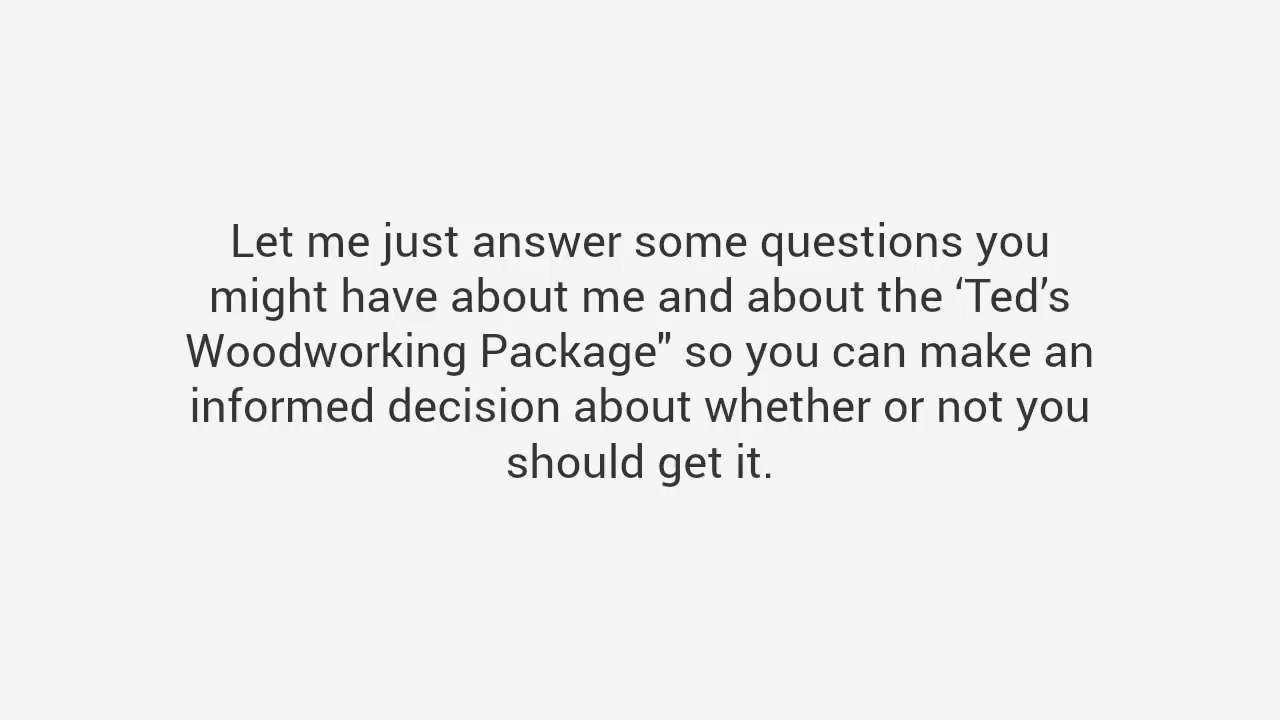 Let me just answer some questions you
might have about me and about the ‘Ted’s
Woodworking Package" so you can make an
informed decision about whether or not you
should get it.